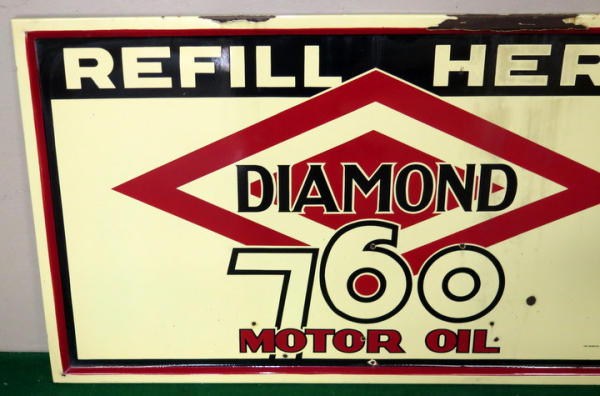 REFILL HER
DIAMOND
760
MOTOR OIL